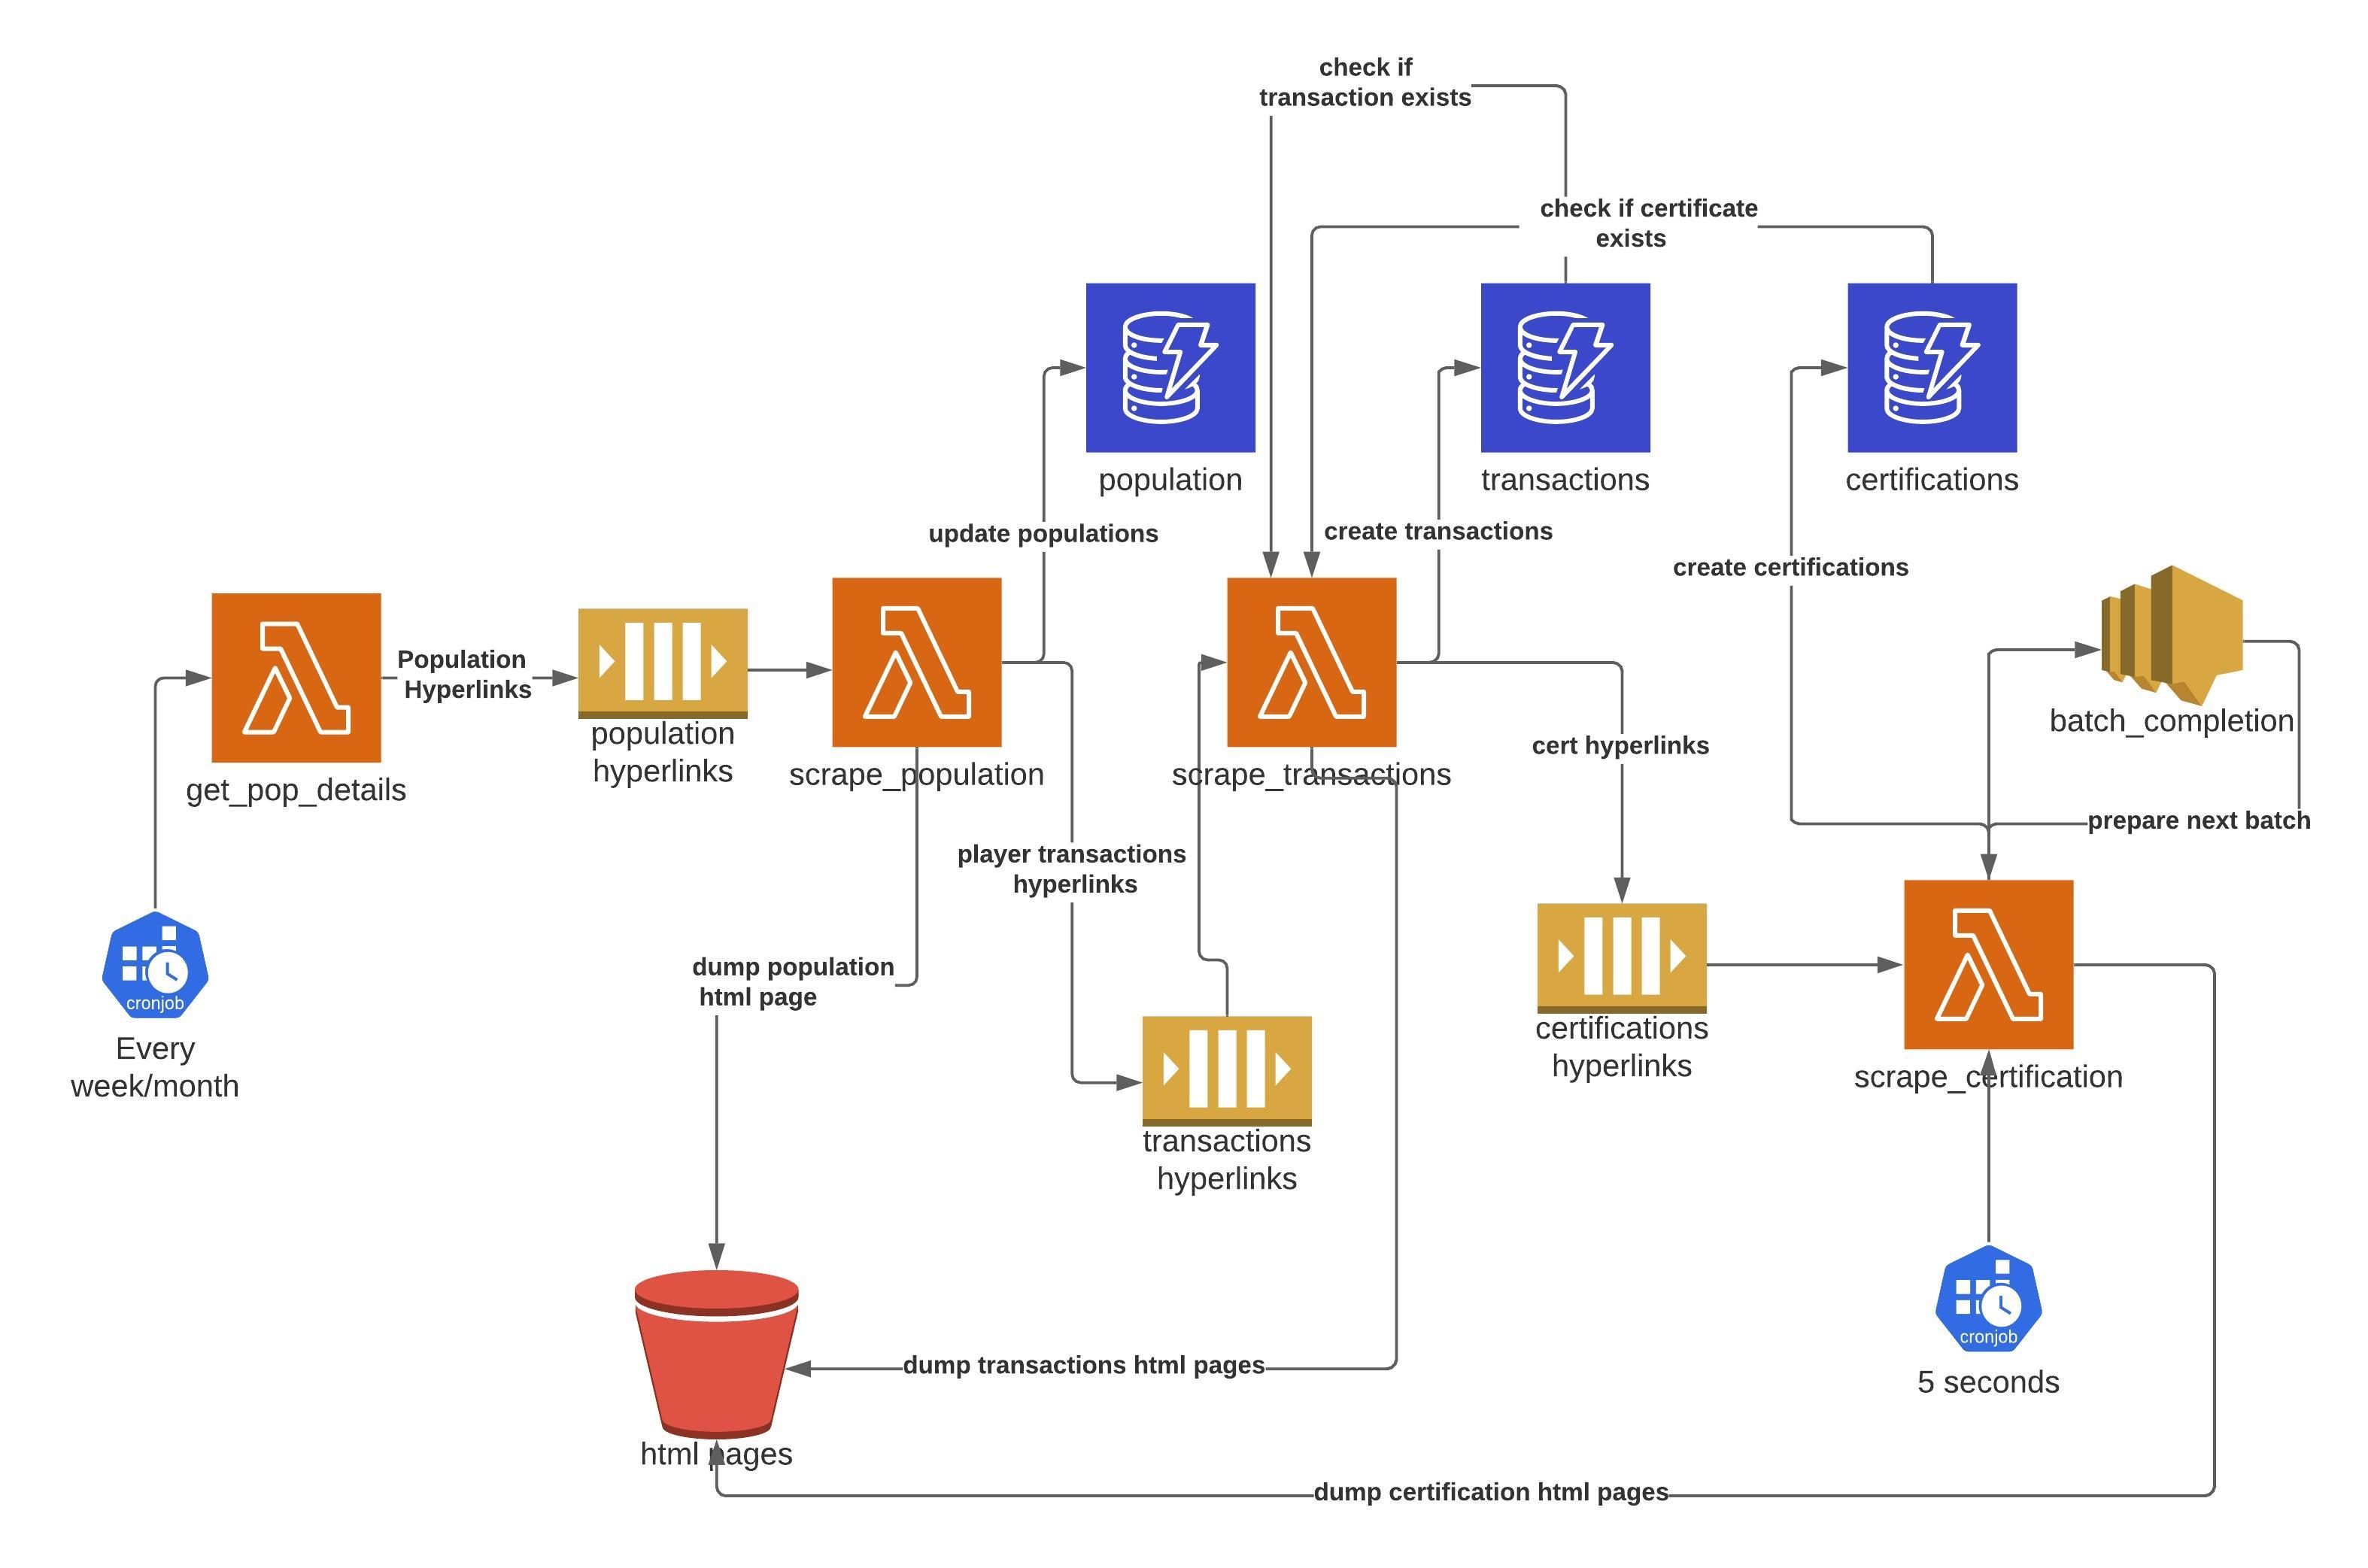 check if
transaction exists
check if certificate
exists
population
transactions
certifications
update populations
create transactions
create certifications
Population
Hyperlinks
population
hyperlinks
get_pop_details
scrape_population
scrape_transactions
cert hyperlinks
batch_completion
prepare next batch
player transactions
hyperlinks
dump population
html page
cronjob
Every
week/month
certifications
hyperlinks
scrape_certification
transactions
hyperlinks
cronjob
5 seconds
dump transactions html pages
html pages
dump certification html pages